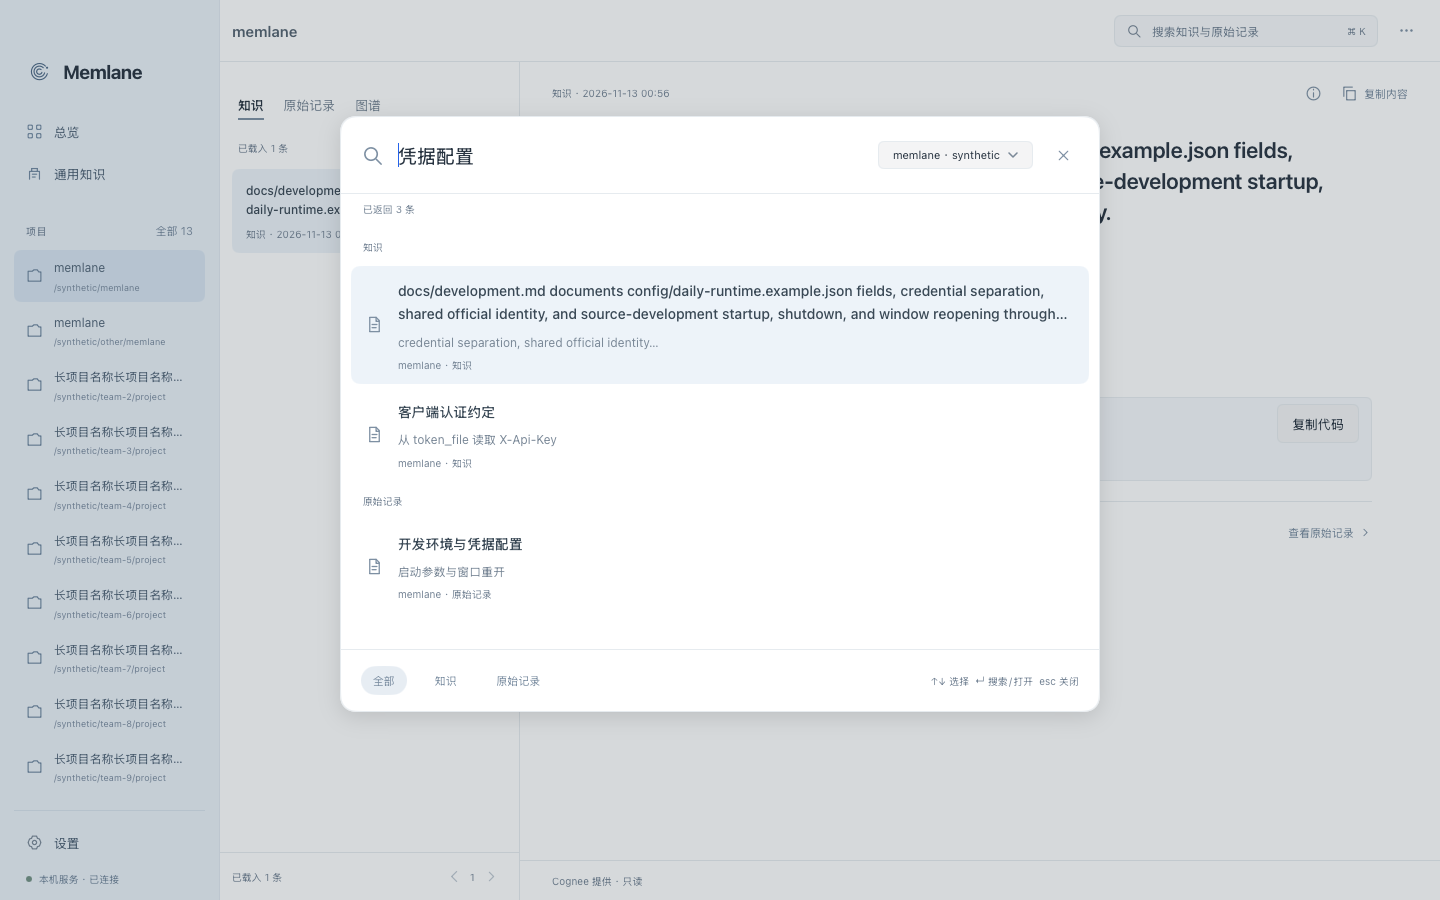 Memlane
总览
通用知识
项目
全部 13
memlane
/synthetic/memlane
memlane
/synthetic/other/memlane
长项目名称长项目名称...
/synthetic/team-2/project
长项目名称长项目名称...
/synthetic/team-3/project
长项目名称长项目名称...
/synthetic/team-4/project
长项目名称长项目名称...
/synthetic/team-5/project
长项目名称长项目名称...
/synthetic/team-6/project
长项目名称长项目名称...
/synthetic/team-7/project
长项目名称长项目名称...
/synthetic/team-8/project
长项目名称长项目名称...
/synthetic/team-9/project
设置
本机服务 · 已连接
memlane
搜索知识与原始记录
⌘ K
知识
原始记录
图谱
已载入 1 条
docs/developme
daily-runtime.ex
知识 · 2026-11-13 0
已载入 1 条
1
知识 · 2026-11-13 00:56
复制内容
example.json fields,
e-development startup,
y.
复制代码
查看原始记录
Cognee 提供 · 只读
凭据配置
memlane · synthetic
已返回 3 条
知识
docs/development.md documents config/daily-runtime.example.json fields, credential separation,
shared official identity, and source-development startup, shutdown, and window reopening through...
credential separation, shared official identity...
memlane · 知识
客户端认证约定
从 token_file 读取 X-Api-Key
memlane · 知识
原始记录
开发环境与凭据配置
启动参数与窗口重开
memlane · 原始记录
全部
知识
原始记录
↑↓ 选择 ↵ 搜索/打开 esc 关闭